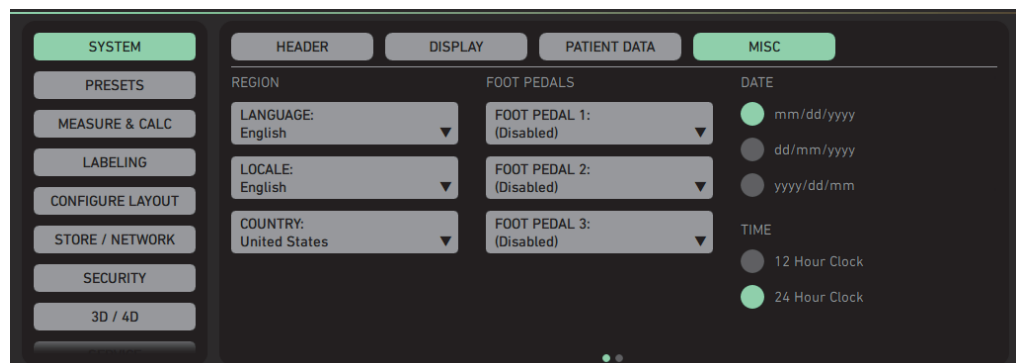 SYSTEM
PRESETS
MEASURE & CALC
LABELING
CONFIGURE LAYOUT
STORE / NETWORK
SECURITY
3D / 4D
HEADER
DISPLAY
PATIENT DATA
MISC
REGION
LANGUAGE:
English
LOCALE:
English
COUNTRY:
United States
FOOT PEDALS
FOOT PEDAL 1:
(Disabled)
FOOT PEDAL 2:
(Disabled)
FOOT PEDAL 3:
(Disabled)
DATE
mm/dd/yyyy
dd/mm/yyyy
yyyy/dd/mm
TIME
12 Hour Clock
24 Hour Clock